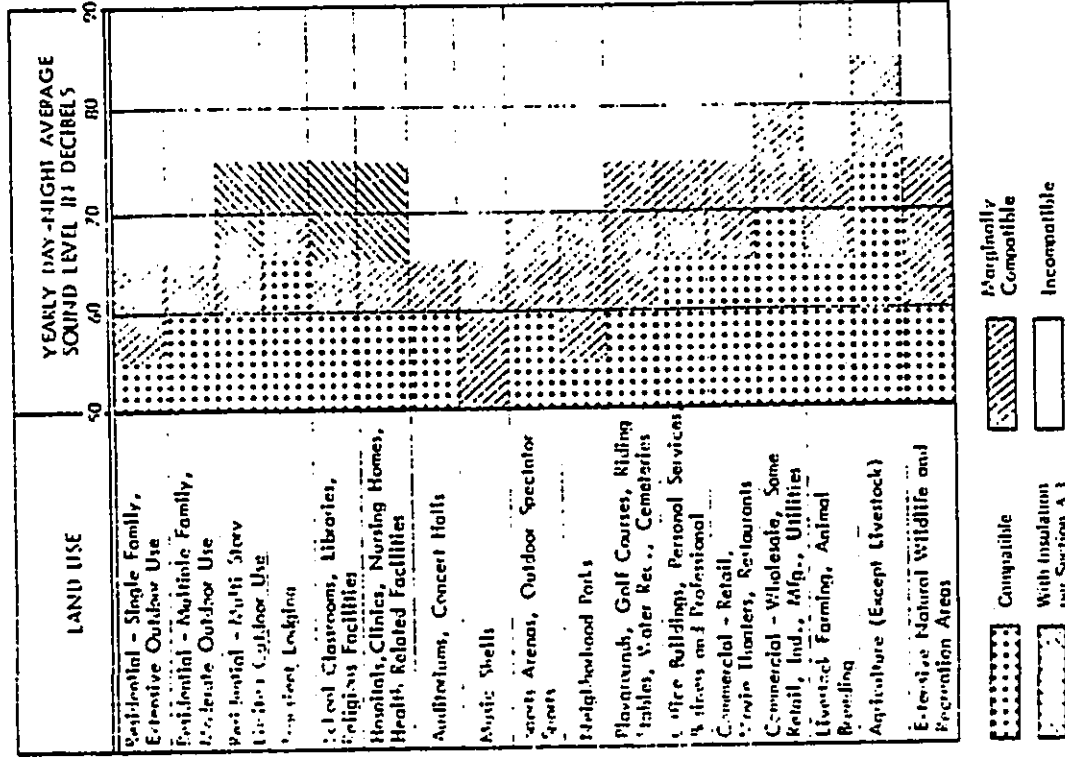 LAND USE
YEARLY DAY-NIGHT AVERAGE
SOUND LEVEL IN DECIBELS
50 60 70 80 90
Residential - Single Family,
Extensive Outdoor Use
Residential - Multiple Family,
Moderate Outdoor Use
Residential - Multi Story
Limited Outdoor Use
Transient Lodging
School Classrooms, Libraries,
Religious Facilities
Hospitals, Clinics, Nursing Homes,
Health Related Facilities
Auditoriums, Concert Halls
Music Shells
Sports Arenas, Outdoor Spectator
Sports
Neighborhood Parks
Playgrounds, Golf Courses, Riding
Stables, Water Rec., Cemeteries
Office Buildings, Personal Services
Business and Professional
Commercial - Retail,
Movie Theaters, Restaurants
Commercial - Wholesale, Some
Retail, Ind., Mfg., Utilities
Livestock Farming, Animal
Breeding
Agriculture (Except Livestock)
Extensive Natural Wildlife and
Recreation Areas
Compatible
Marginally
Compatible
With Insulation
per Section A.3
Incompatible